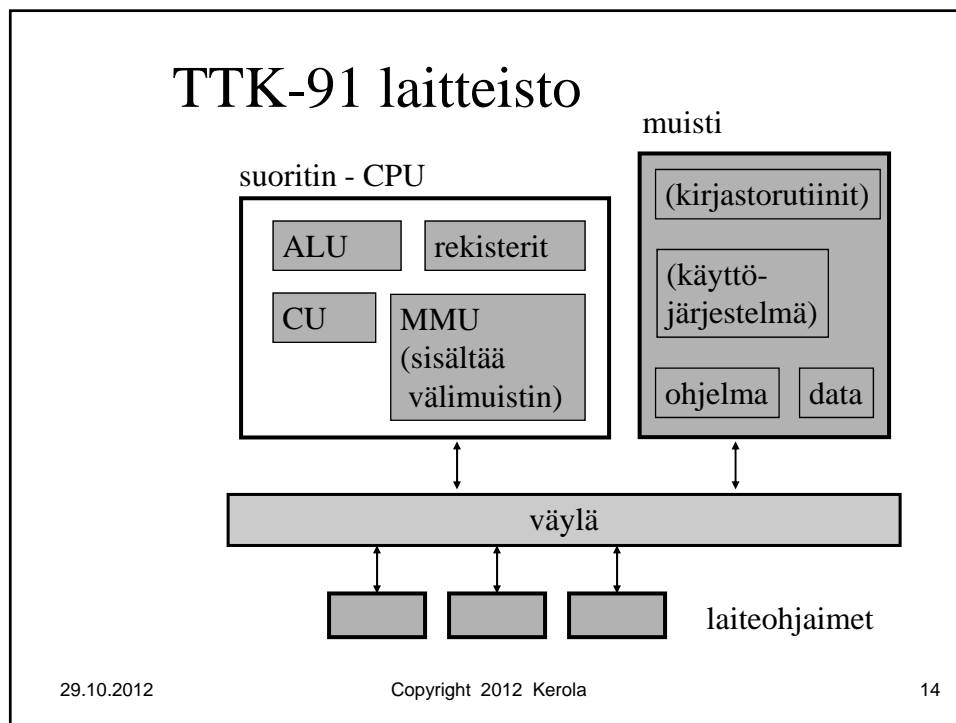 TTK-91 laitteisto
muisti
suoritin - CPU
(kirjastorutiinit)
ALU
rekisterit
(käyttö-
järjestelmä)
CU
MMU
(sisältää
välimuistin)
ohjelma
data
väylä
laiteohjaimet
29.10.2012
Copyright 2012 Kerola
14